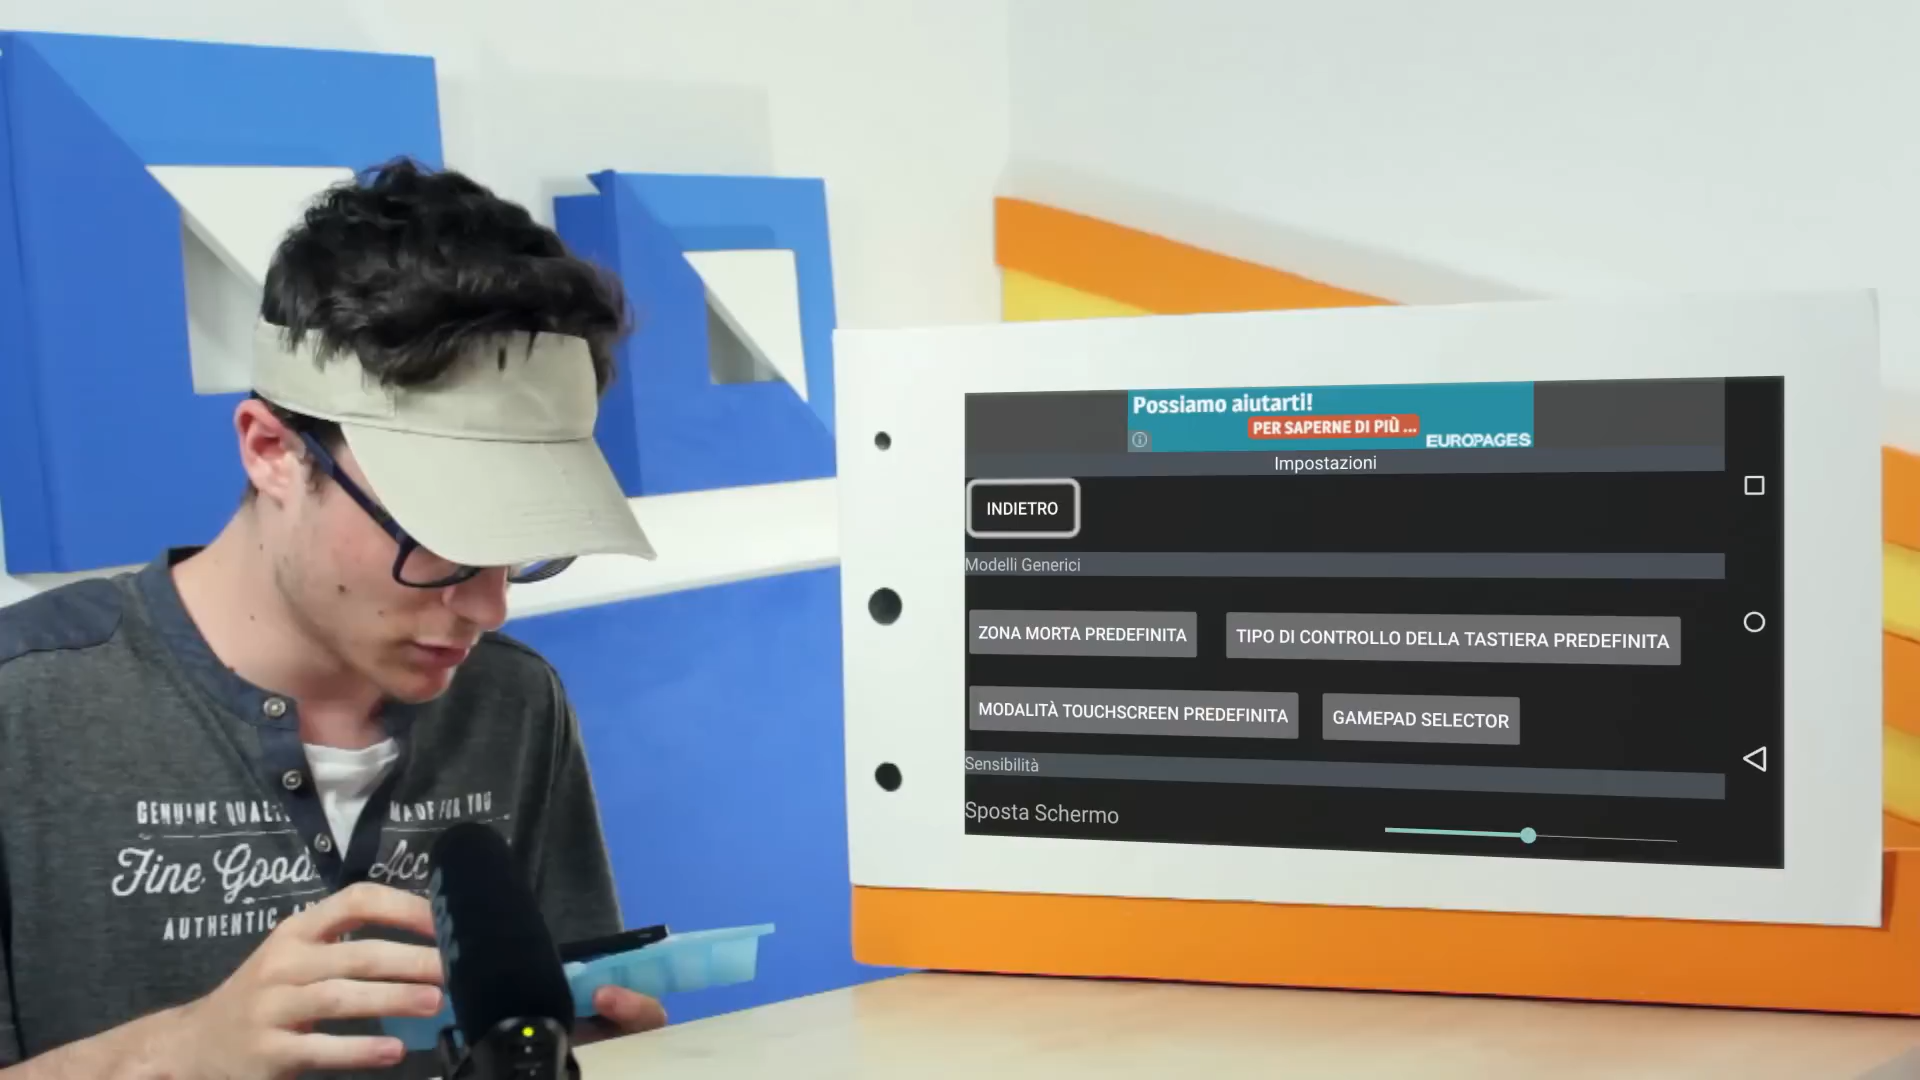 Possiamo aiutarti!
PER SAPERNE DI PIÙ ...
EUROPAGES
Impostazioni
INDIETRO
Modelli Generici
ZONA MORTA PREDEFINITA
TIPO DI CONTROLLO DELLA TASTIERA PREDEFINITA
MODALITÀ TOUCHSCREEN PREDEFINITA
GAMEPAD SELECTOR
Sensibilità
Sposta Schermo
GENUINE
MADE FOR YOU
Fine Good
AUTHENTIC